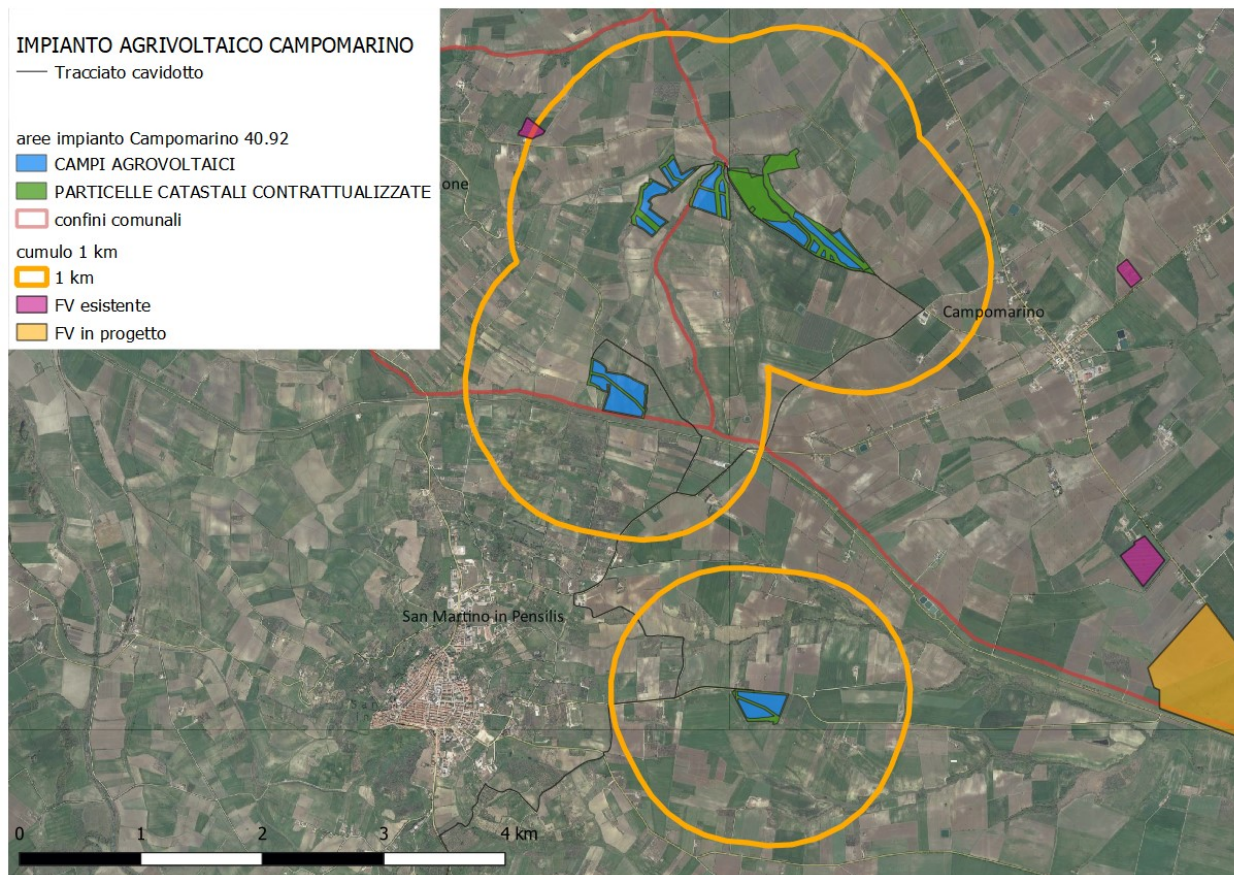 IMPIANTO AGRIVOLTAICO CAMPOMARINO
Tracciato cavidotto
aree impianto Campomarino 40.92
CAMPI AGROVOLTAICI
PARTICELLE CATASTALI CONTRATTUALIZZATE
confini comunali
cumulo 1 km
1 km
FV esistente
FV in progetto
one
Campomarino
San Martino in Pensilis
0 1 2 3 4 km